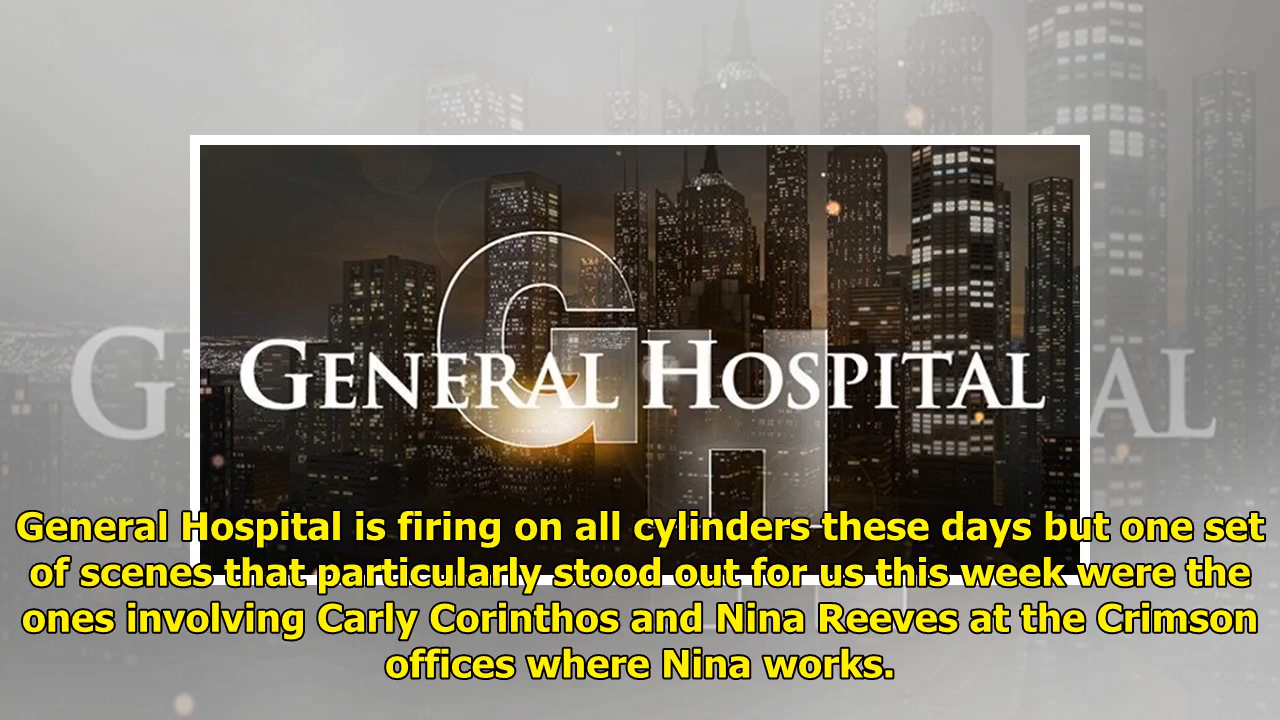 GH
GENERAL HOSPITAL
G AL
General Hospital is firing on all cylinders these days but one set
of scenes that particularly stood out for us this week were the
ones involving Carly Corinthos and Nina Reeves at the Crimson
offices where Nina works.